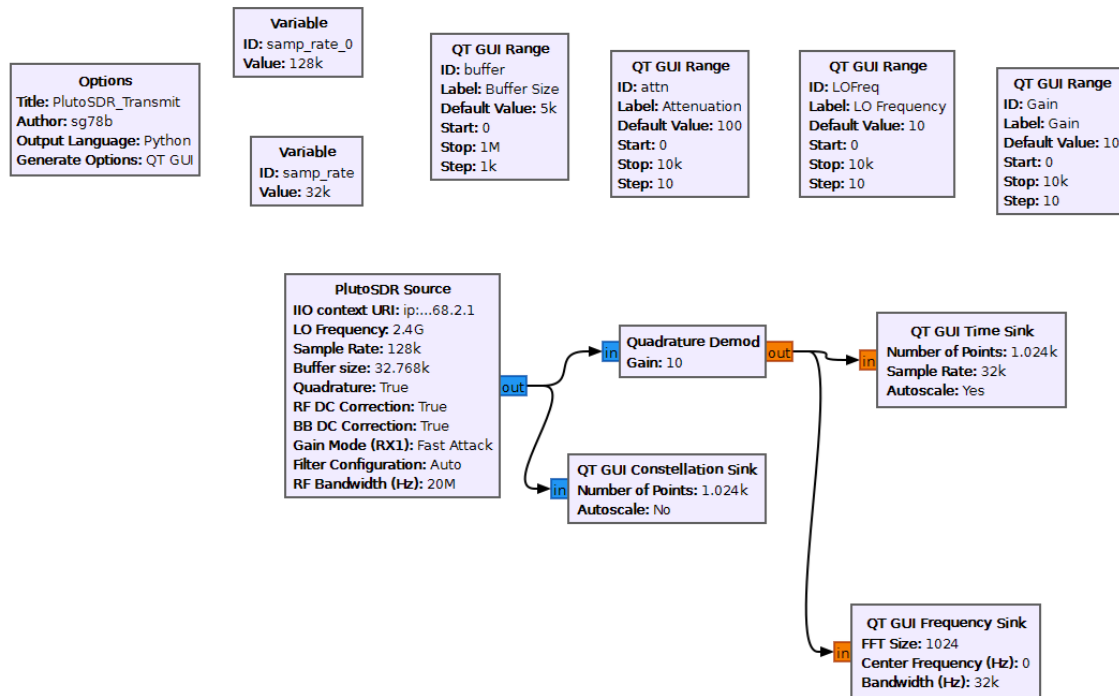 Variable
ID: samp_rate_0
Value: 128k
Options
Title: PlutoSDR_Transmit
Author: sg78b
Output Language: Python
Generate Options: QT GUI
Variable
ID: samp_rate
Value: 32k
QT GUI Range
ID: buffer
Label: Buffer Size
Default Value: 5k
Start: 0
Stop: 1M
Step: 1k
QT GUI Range
ID: attn
Label: Attenuation
Default Value: 100
Start: 0
Stop: 10k
Step: 10
QT GUI Range
ID: LOFreq
Label: LO Frequency
Default Value: 10
Start: 0
Stop: 10k
Step: 10
QT GUI Range
ID: Gain
Label: Gain
Default Value: 10
Start: 0
Stop: 10k
Step: 10
PlutoSDR Source
IIO context URI: ip:...68.2.1
LO Frequency: 2.4G
Sample Rate: 128k
Buffer size: 32.768k
Quadrature: True
RF DC Correction: True
BB DC Correction: True
Gain Mode (RX1): Fast Attack
Filter Configuration: Auto
RF Bandwidth (Hz): 20M
out
in
Quadrature Demod
Gain: 10
out
in
QT GUI Time Sink
Number of Points: 1.024k
Sample Rate: 32k
Autoscale: Yes
in
QT GUI Constellation Sink
Number of Points: 1.024k
Autoscale: No
in
QT GUI Frequency Sink
FFT Size: 1024
Center Frequency (Hz): 0
Bandwidth (Hz): 32k